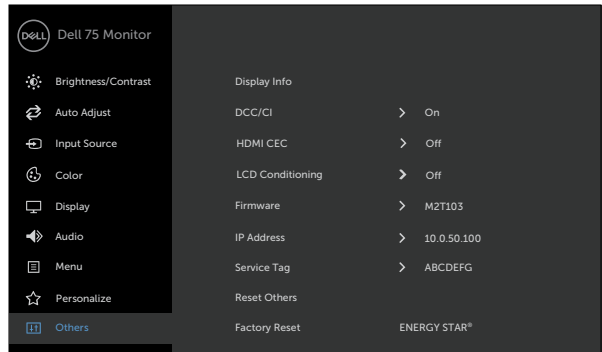 DELL Dell 75 Monitor
Brightness/Contrast
Auto Adjust
Input Source
Color
Display
Audio
Menu
Personalize
Others
Display Info
DCC/CI > On
HDMI CEC > Off
LCD Conditioning > Off
Firmware > M2T103
IP Address > 10.0.50.100
Service Tag > ABCDEFG
Reset Others
Factory Reset ENERGY STAR®